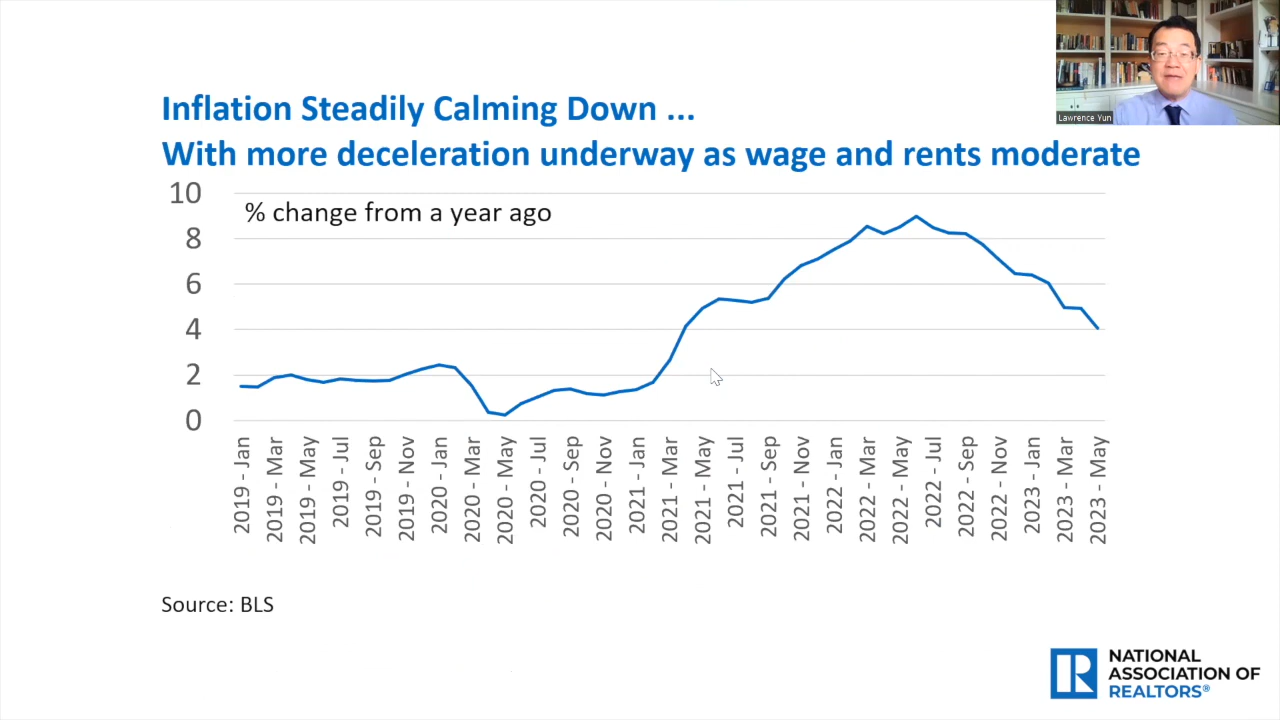 Lawrence Yun
Inflation Steadily Calming Down ...
With more deceleration underway as wage and rents moderate
% change from a year ago
10
8
6
4
2
0
2019 - Jan
2019 - Mar
2019 - May
2019 - Jul
2019 - Sep
2019 - Nov
2020 - Jan
2020 - Mar
2020 - May
2020 - Jul
2020 - Sep
2020 - Nov
2021 - Jan
2021 - Mar
2021 - May
2021 - Jul
2021 - Sep
2021 - Nov
2022 - Jan
2022 - Mar
2022 - May
2022 - Jul
2022 - Sep
2022 - Nov
2023 - Jan
2023 - Mar
2023 - May
Source: BLS
NATIONAL
ASSOCIATION OF
REALTORS®